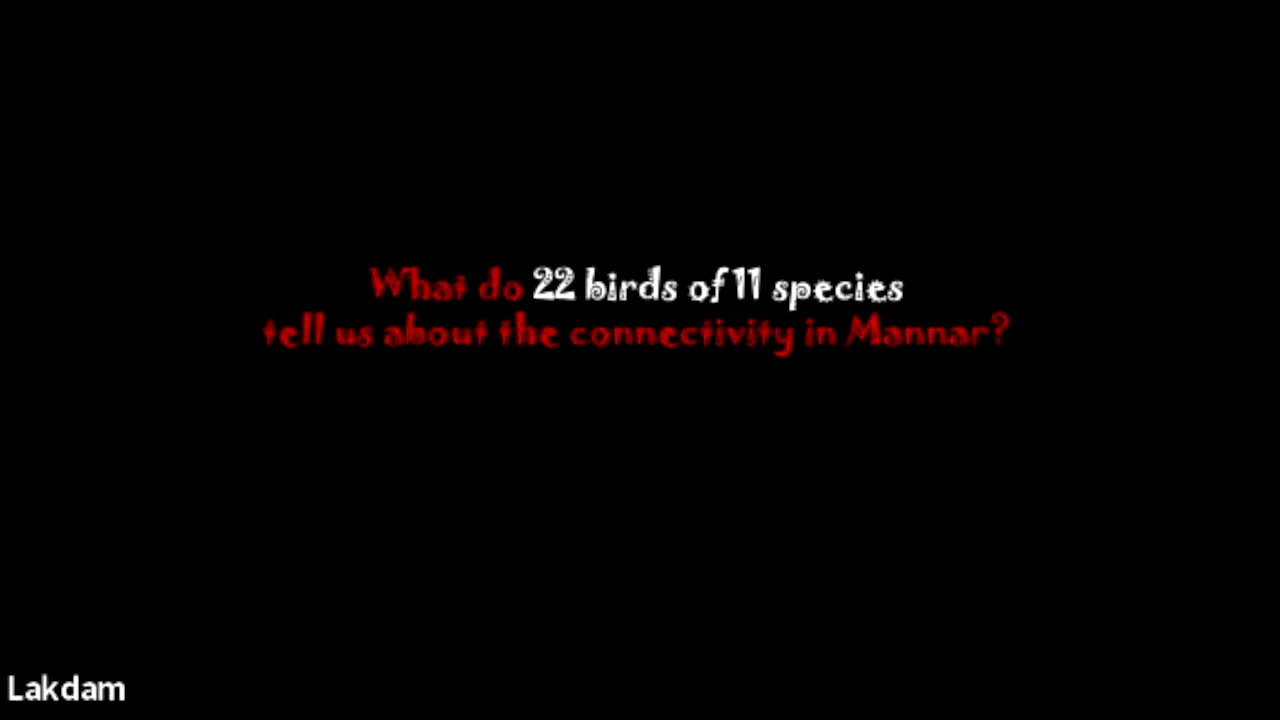 What do 22 birds of 11 species
tell us about the connectivity in Mannar?
Lakdam